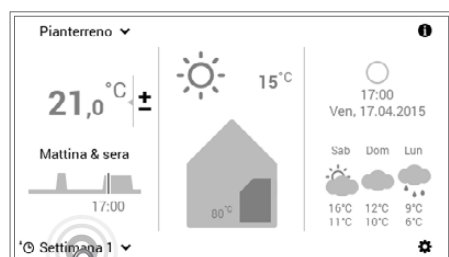 Pianterreno
21,0°C ±
Mattina & sera
17:00
Settimana 1
15°C
80°C
17:00
Ven, 17.04.2015
Sab Dom Lun
16°C 12°C 9°C
11°C 10°C 6°C